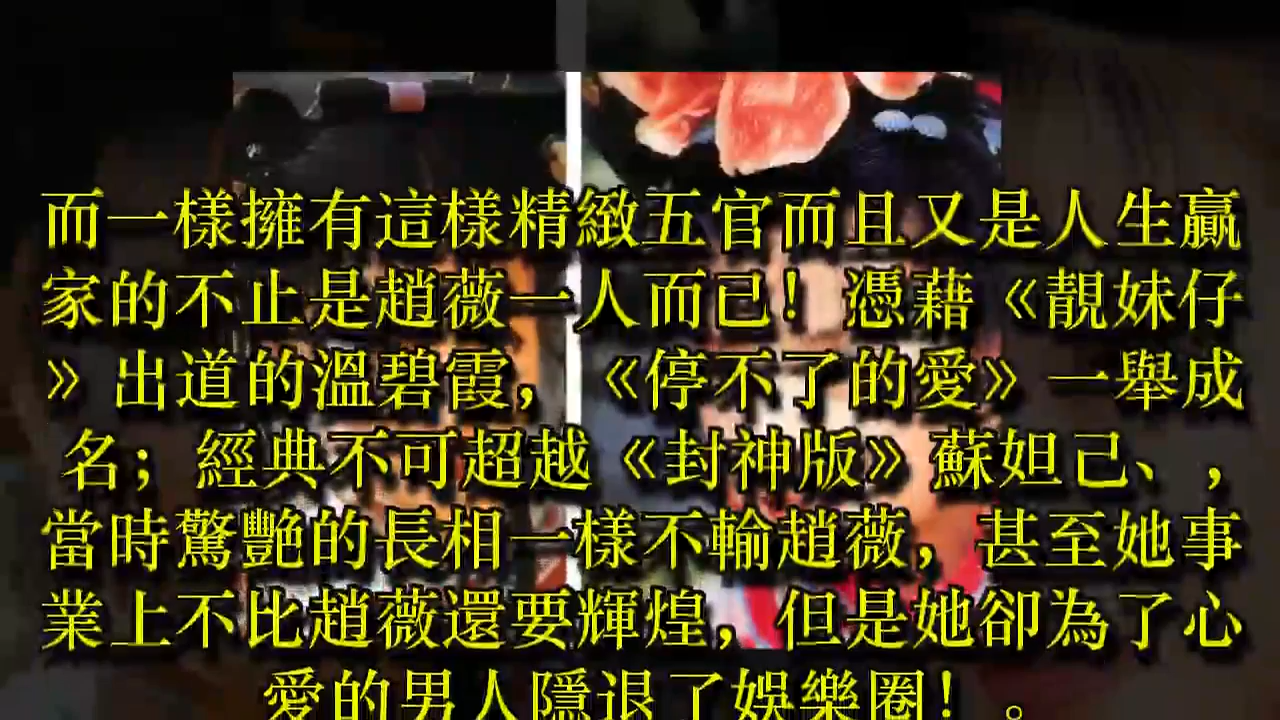 而一樣擁有這樣精緻五官而且又是人生贏
家的不止是趙薇一人而已！憑藉《靚妹仔
》出道的溫碧霞，《停不了的愛》一舉成
名；經典不可超越《封神版》蘇妲己、，
當時驚艷的長相一樣不輸趙薇，甚至她事
業上不比趙薇還要輝煌，但是她卻為了心
愛的男人隱退了娛樂圈！。